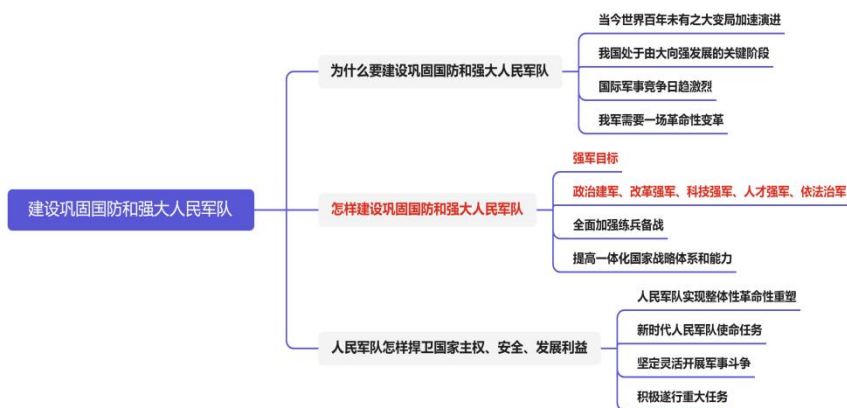 建设巩固国防和强大人民军队
为什么要建设巩固国防和强大人民军队
当今世界百年未有之大变局加速演进
我国处于由大向强发展的关键阶段
国际军事竞争日趋激烈
我军需要一场革命性变革
怎样建设巩固国防和强大人民军队
强军目标
政治建军、改革强军、科技强军、人才强军、依法治军
全面加强练兵备战
提高一体化国家战略体系和能力
人民军队怎样捍卫国家主权、安全、发展利益
人民军队实现整体性革命性重塑
新时代人民军队使命任务
坚定灵活开展军事斗争
积极遂行重大任务